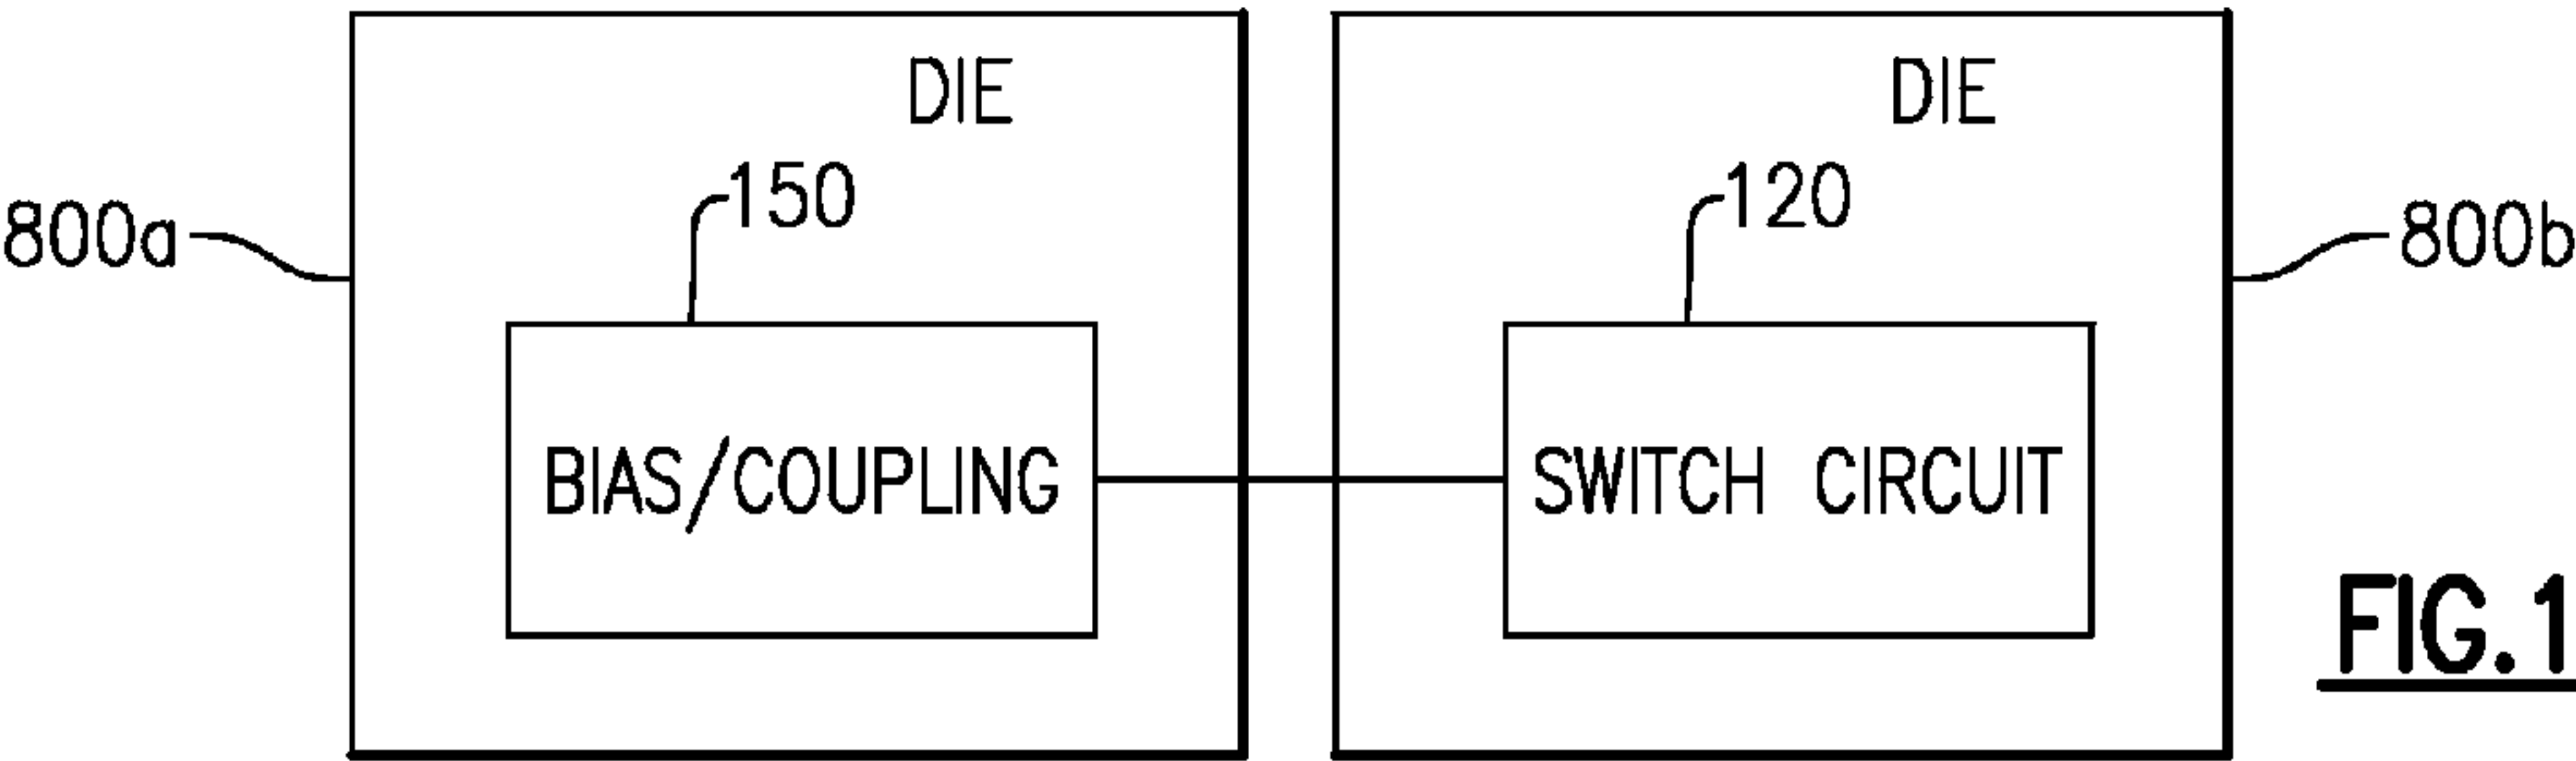 DIE DIE
150 120
800a 800b
BIAS/COUPLING SWITCH CIRCUIT
FIG.1